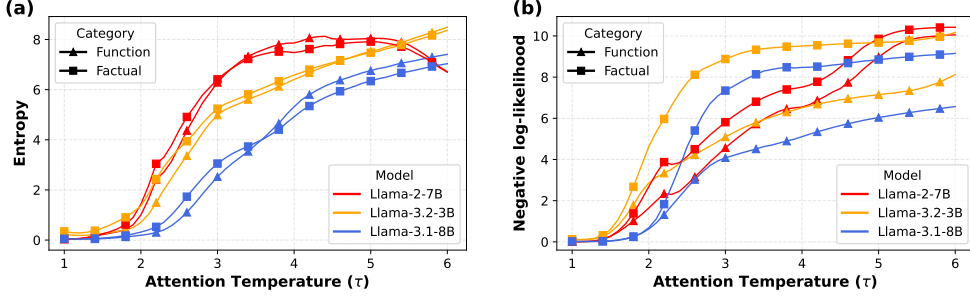 (a)
Category
Function
Factual
Model
Llama-2-7B
Llama-3.2-3B
Llama-3.1-8B
Entropy
0
2
4
6
8
1
2
3
4
5
6
Attention Temperature (τ)
(b)
Category
Function
Factual
Model
Llama-2-7B
Llama-3.2-3B
Llama-3.1-8B
Negative log-likelihood
0
2
4
6
8
10
1
2
3
4
5
6
Attention Temperature (τ)